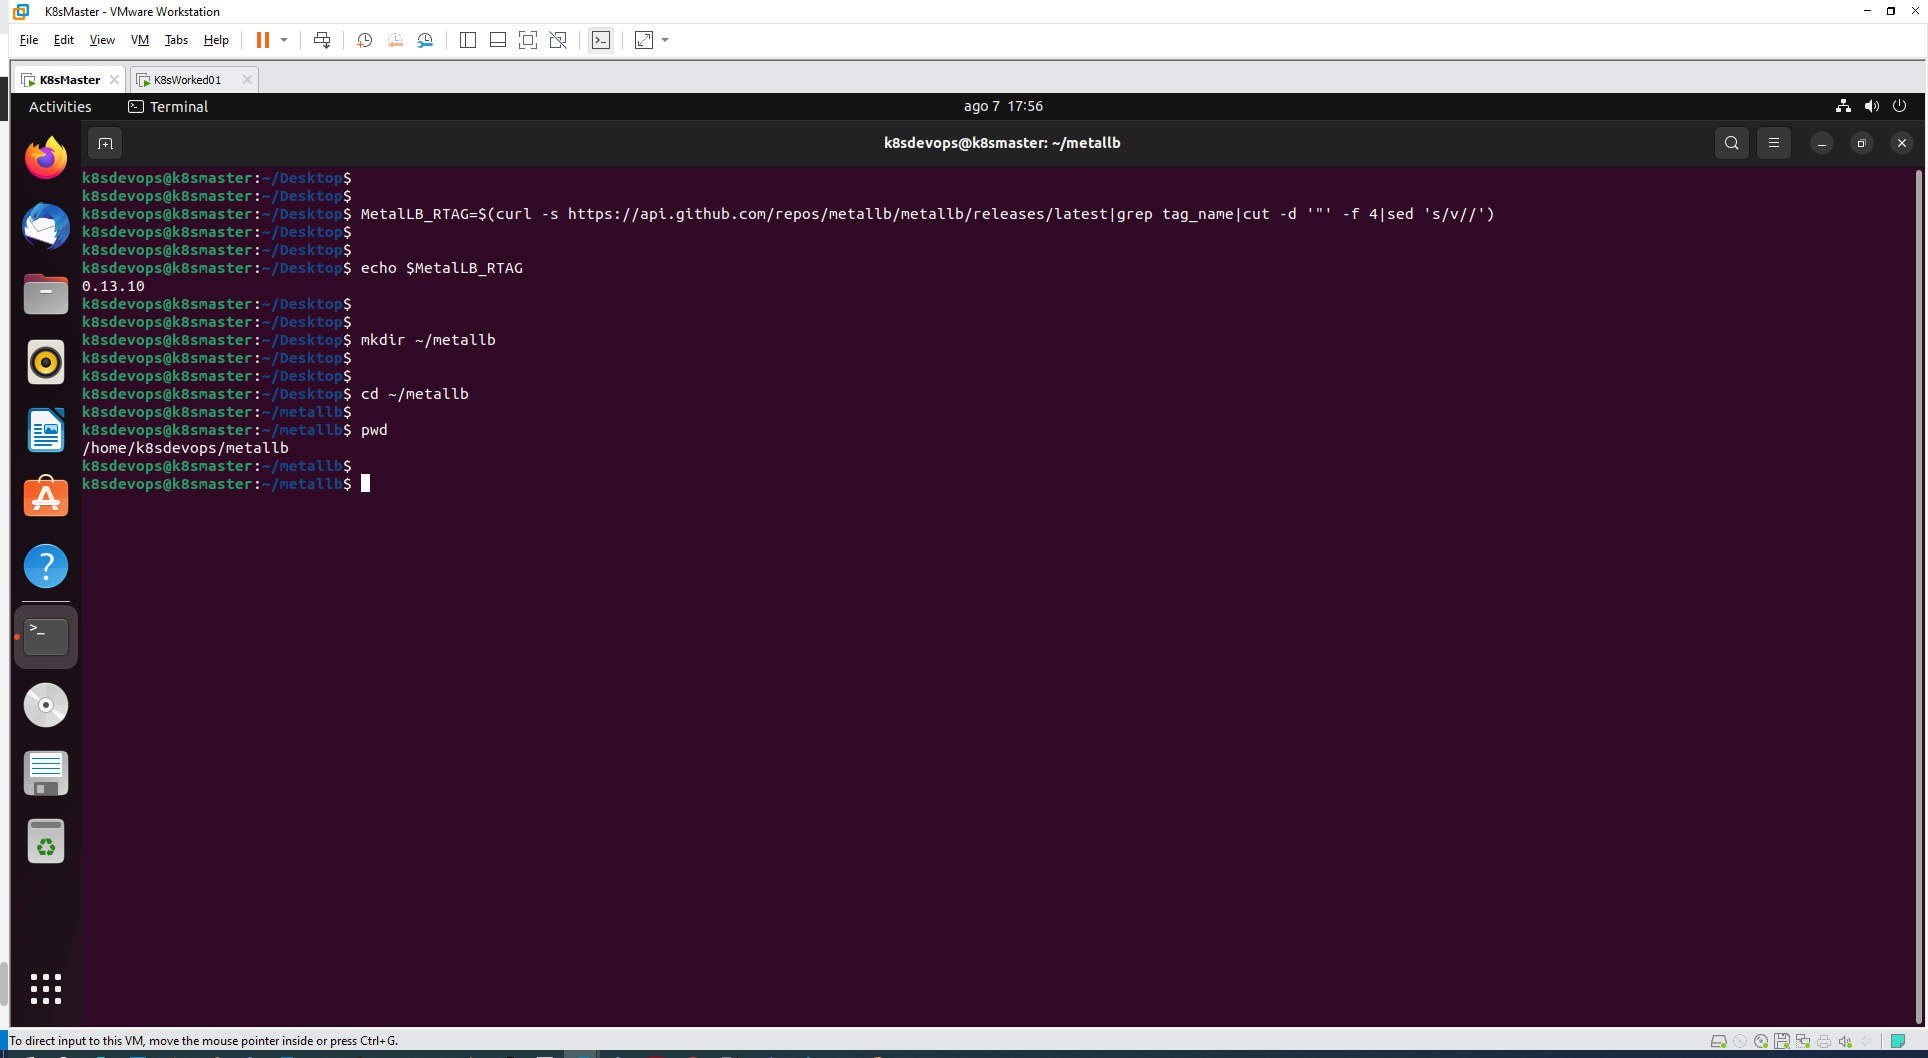 K8sMaster - VMware Workstation
File Edit View VM Tabs Help
K8sMaster K8sWorked01
Activities Terminal ago 7 17:56
k8sdevops@k8smaster: ~/metallb
k8sdevops@k8smaster:~/Desktop$
k8sdevops@k8smaster:~/Desktop$
k8sdevops@k8smaster:~/Desktop$ MetalLB_RTAG=$(curl -s https://api.github.com/repos/metallb/metallb/releases/latest|grep tag_name|cut -d '"' -f 4|sed 's/v//')
k8sdevops@k8smaster:~/Desktop$
k8sdevops@k8smaster:~/Desktop$
k8sdevops@k8smaster:~/Desktop$ echo $MetalLB_RTAG
0.13.10
k8sdevops@k8smaster:~/Desktop$
k8sdevops@k8smaster:~/Desktop$
k8sdevops@k8smaster:~/Desktop$ mkdir ~/metallb
k8sdevops@k8smaster:~/Desktop$
k8sdevops@k8smaster:~/Desktop$
k8sdevops@k8smaster:~/Desktop$ cd ~/metallb
k8sdevops@k8smaster:~/metallb$
k8sdevops@k8smaster:~/metallb$ pwd
/home/k8sdevops/metallb
k8sdevops@k8smaster:~/metallb$
k8sdevops@k8smaster:~/metallb$
To direct input to this VM, move the mouse pointer inside or press Ctrl+G.